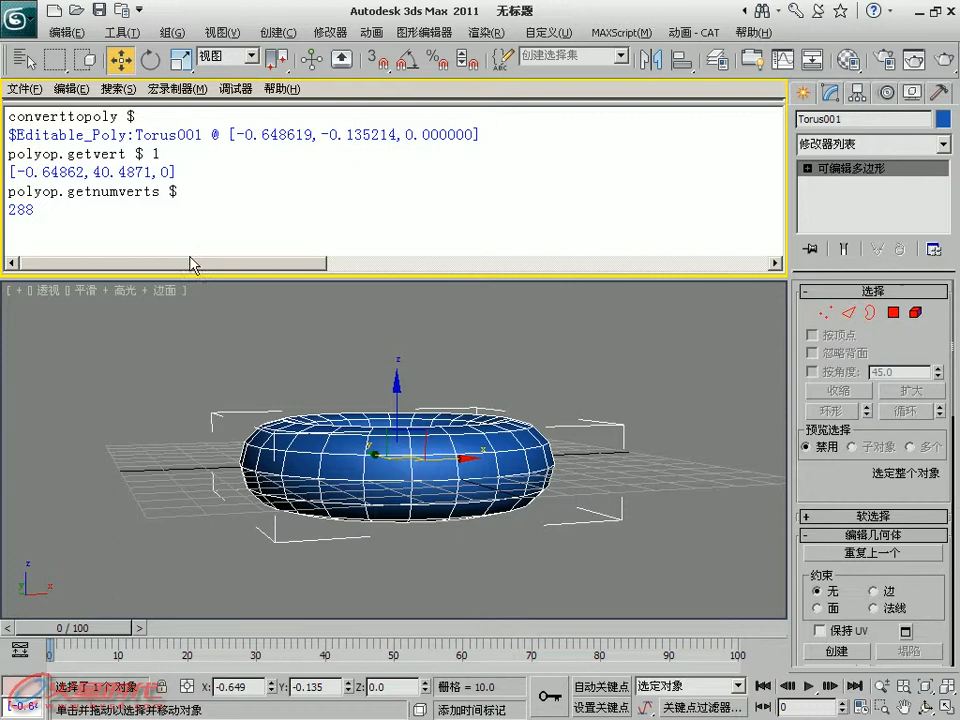 Autodesk 3ds Max 2011 无标题
编辑(E) 工具(T) 组(G) 视图(V) 创建(C) 修改器 动画 图形编辑器 渲染(R) 自定义(U) MAXScript(M) 动画 - CAT 帮助(H)
视图 创建选择集
文件(F) 编辑(E) 搜索(S) 宏录制器(M) 调试器 帮助(H)
converttopoly $
$Editable_Poly:Torus001 @ [-0.648619,-0.135214,0.000000]
polyop.getvert $ 1
[-0.64862,40.4871,0]
polyop.getnumverts $
288
[ + [] 透视 [] 平滑 + 高光 + 边面 ]
z
y
x
z
y
x
Torus001
修改器列表
可编辑多边形
选择
按顶点
忽略背面
按角度: 45.0
收缩 扩大
环形 循环
预览选择
禁用 子对象 多个
选定整个对象
软选择
编辑几何体
重复上一个
约束
无 边
面 法线
保持 UV
创建 塌陷
0 / 100
0 10 20 30 40 50 60 70 80 90 100
选择了 1 个 对象 X: -0.649 Y: -0.135 Z: 0.0 栅格 = 10.0 自动关键点 选定对象
[-0.64 单击并拖动以选择并移动对象 添加时间标记 设置关键点 关键点过滤器... 0